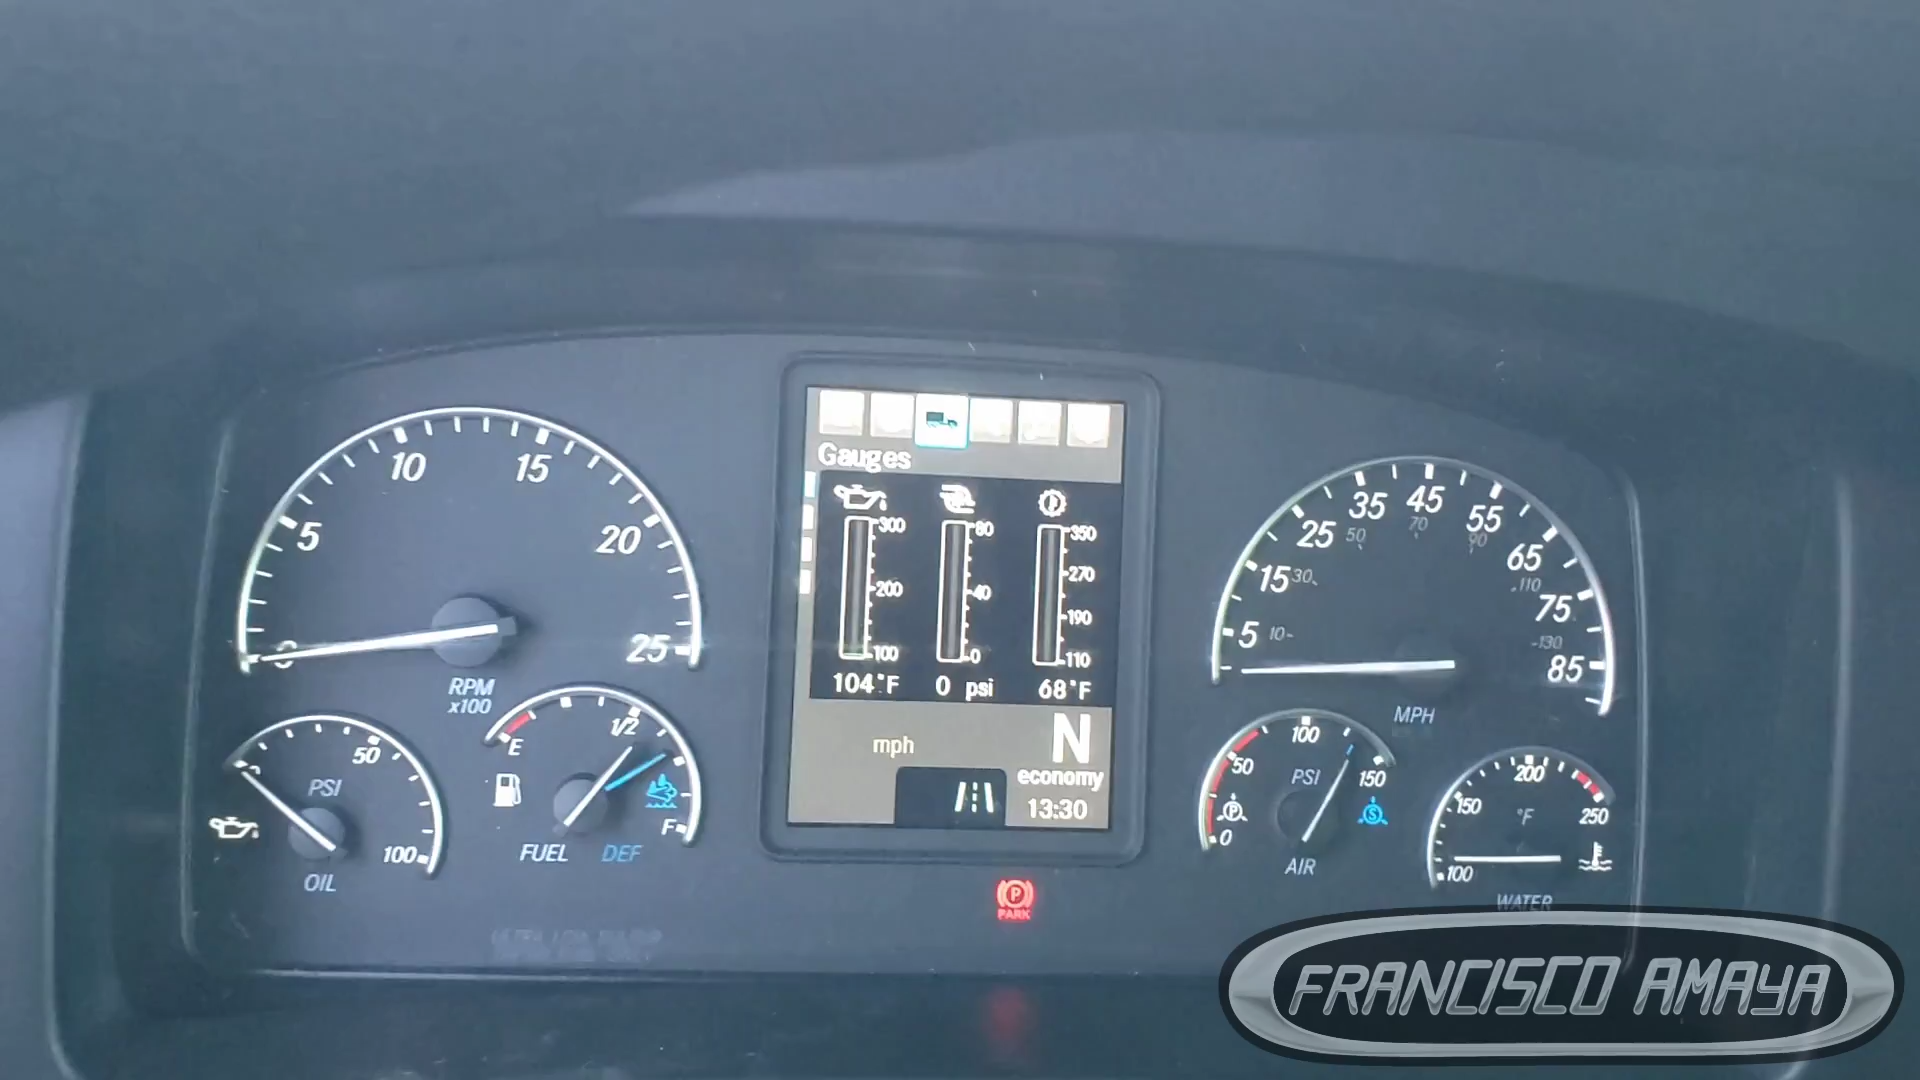 5 10 15 20 25
RPM
x100
0 50 100
PSI
OIL
E 1/2 F
FUEL DEF
Gauges
300 200 100
80 40 0
350 270 190 110
104°F 0 psi 68°F
mph N
economy
13:30
PARK
5 15 25 35 45 55 65 75 85
10 30 50 70 90 110 130
MPH
0 50 100 150
PSI
P S
AIR
100 150 200 250
°F
WATER
FRANCISCO AMAYA